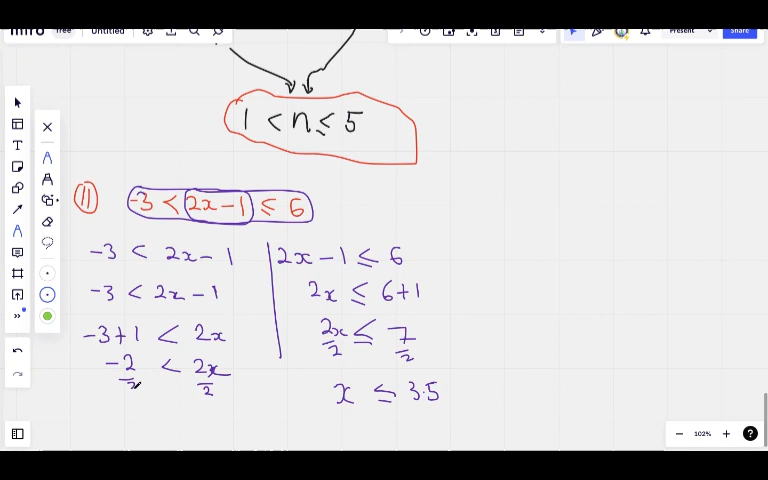 miro free Untitled Present Share
1 < n ≤ 5
11 -3 < 2x - 1 ≤ 6
-3 < 2x - 1
-3 < 2x - 1
-3+1 < 2x
-2/2 < 2x/2
2x - 1 ≤ 6
2x ≤ 6+1
2x/2 ≤ 7/2
x ≤ 3.5
102%